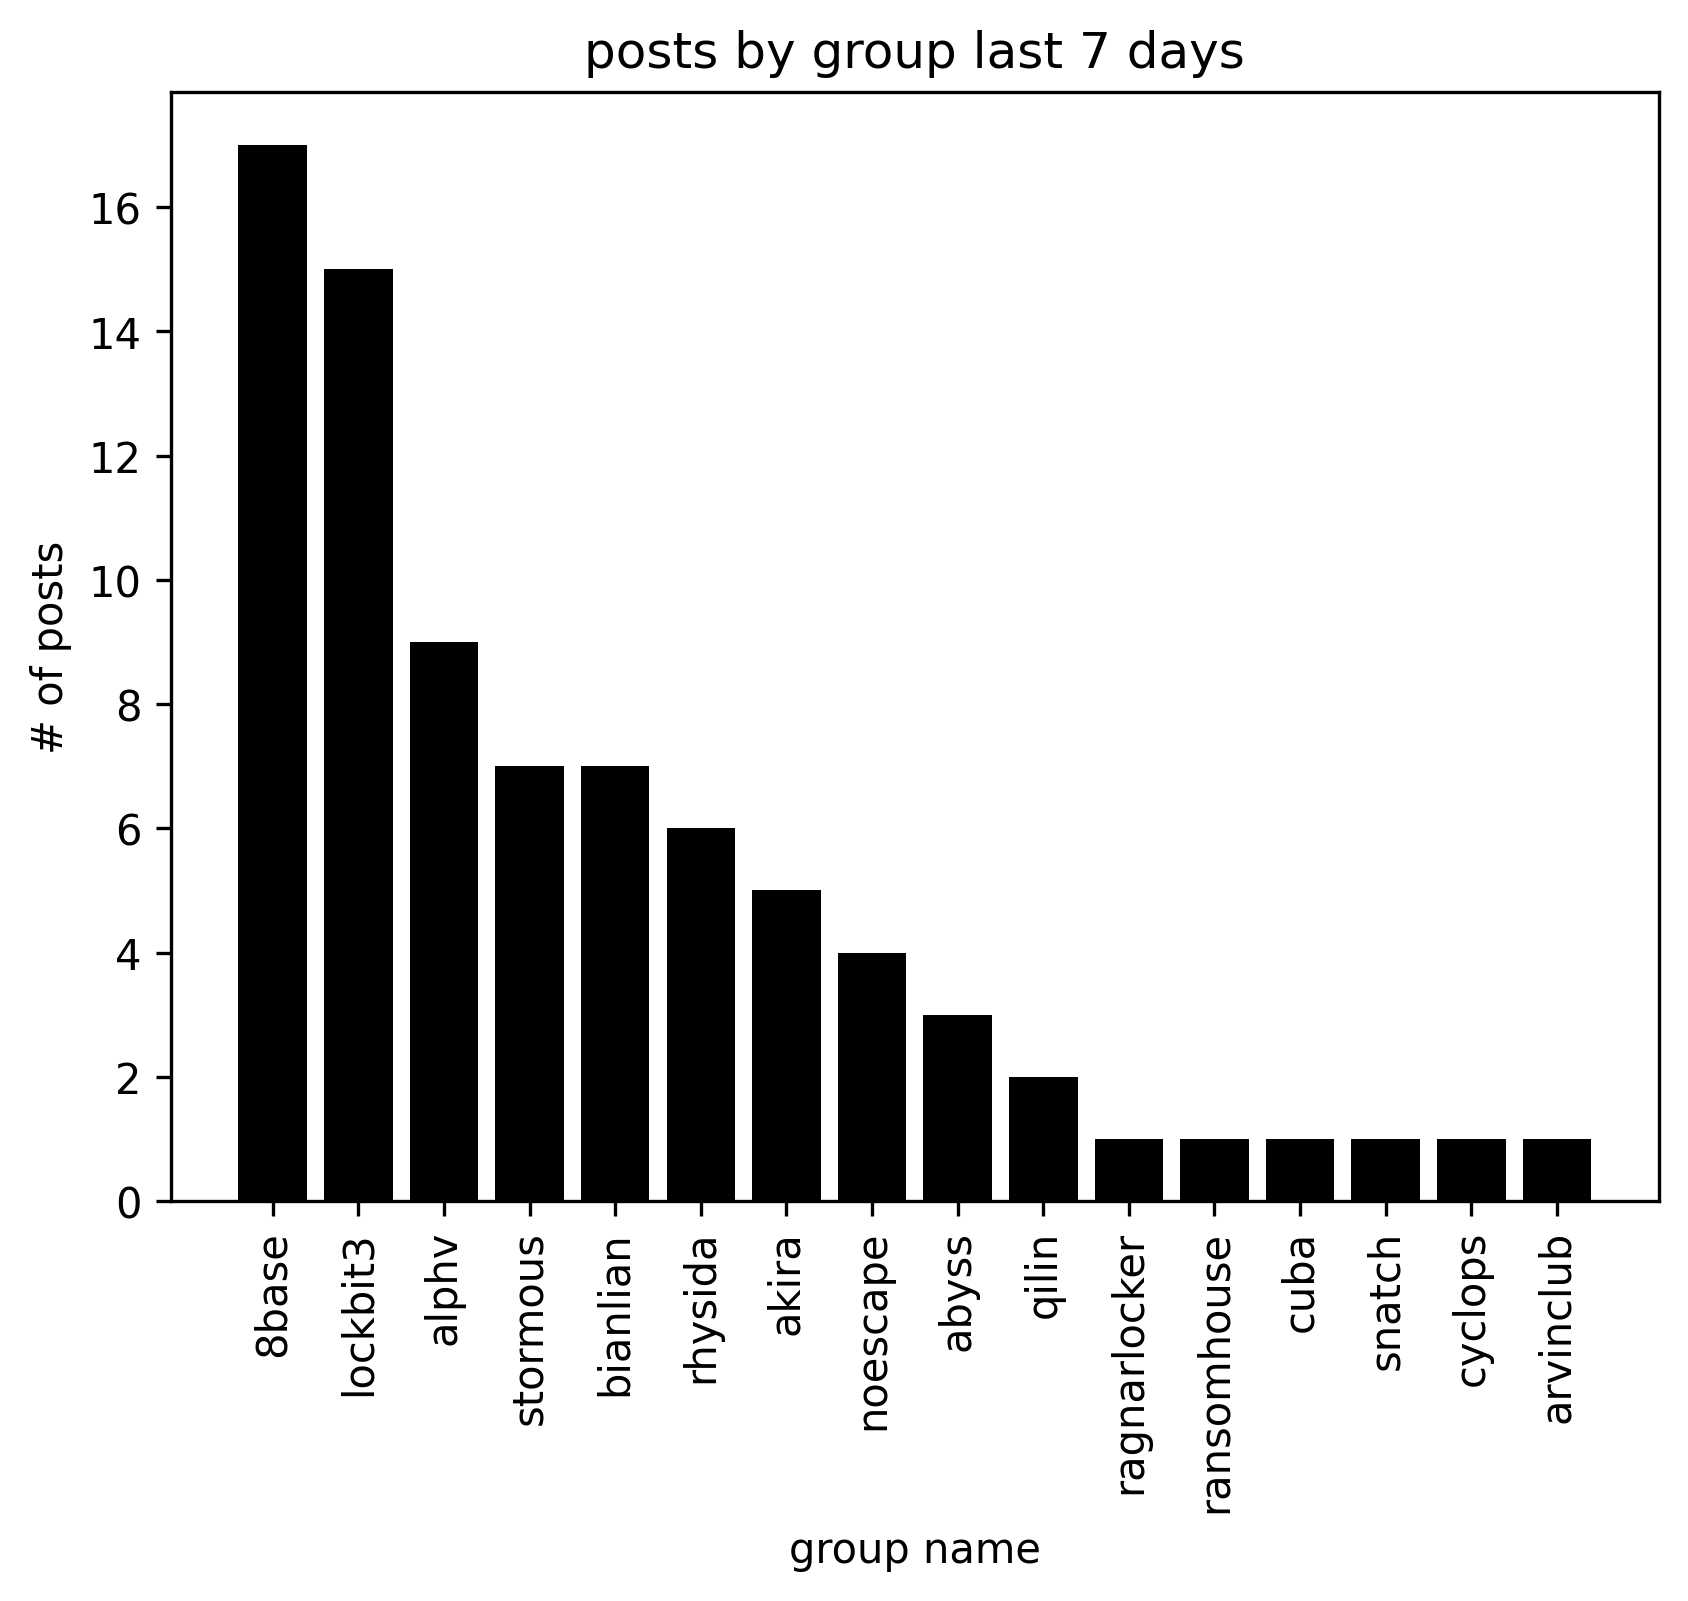 posts by group last 7 days
# of posts
16
14
12
10
8
6
4
2
0
8base
lockbit3
alphv
stormous
bianlian
rhysida
akira
noescape
abyss
qilin
ragnarlocker
ransomhouse
cuba
snatch
cyclops
arvinclub
group name